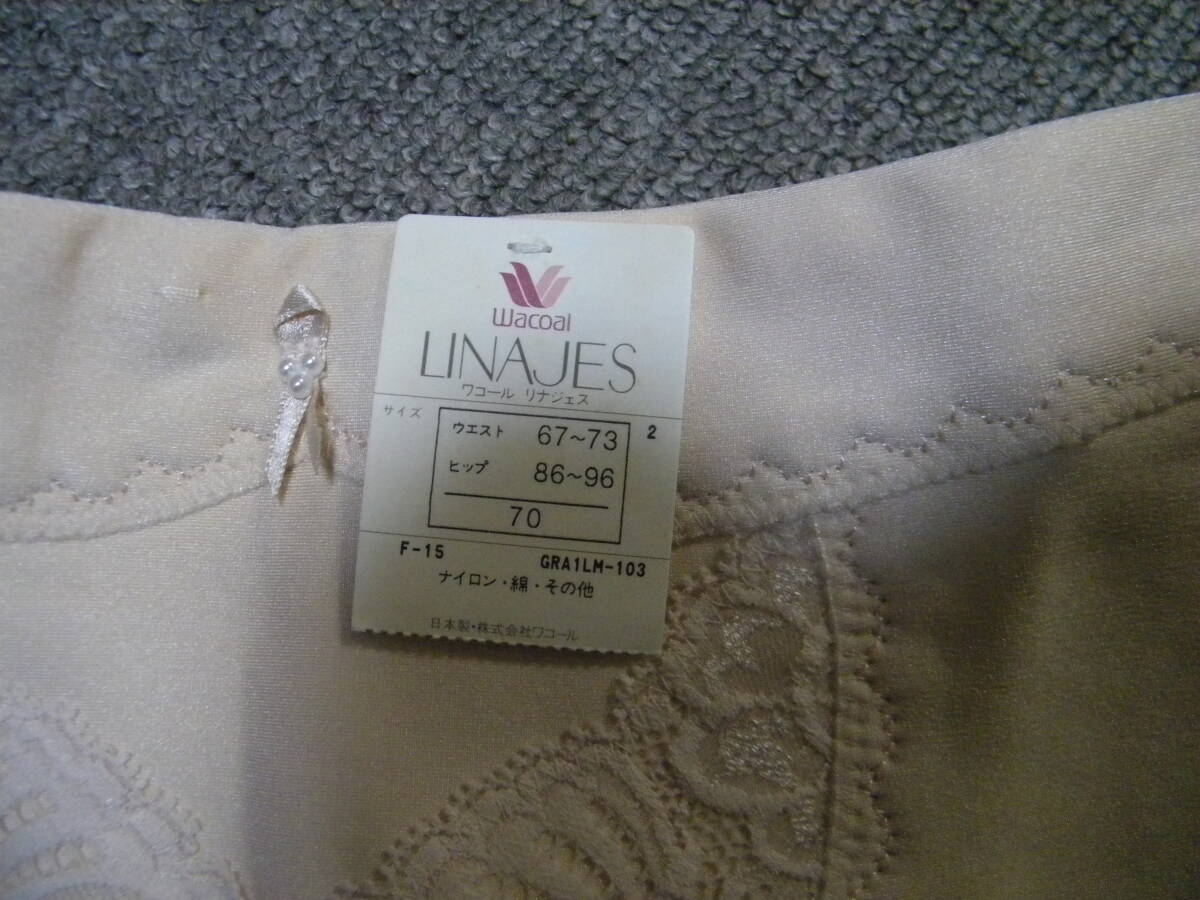 Wacoal
LINAJES
ワコール リナジェス
サイズ
ウエスト 67~73 2
ヒップ 86~96
70
F-15 GRA1LM-103
ナイロン・綿・その他
日本製・株式会社ワコール